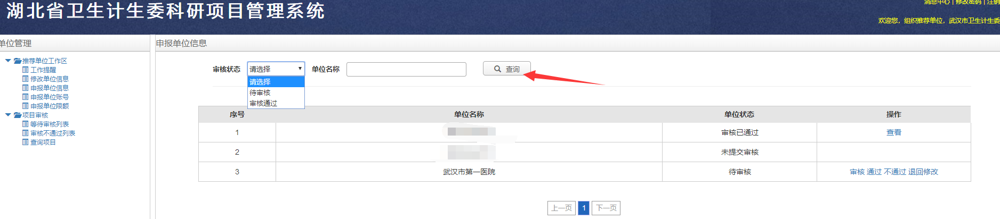 湖北省卫生计生委科研项目管理系统
消息中心 | 修改密码 | 注销
欢迎您，组织推荐单位，武汉市卫生计生委
单位管理
推荐单位工作区
工作提醒
修改单位信息
申报单位信息
申报单位账号
申报单位限额
项目审核
等待审核列表
审核不通过列表
查询项目
申报单位信息
审核状态 请选择 单位名称 查询
请选择
待审核
审核通过
序号 单位名称 单位状态 操作
1 审核已通过 查看
2 未提交审核
3 武汉市第一医院 待审核 审核 通过 不通过 退回修改
上一页 1 下一页